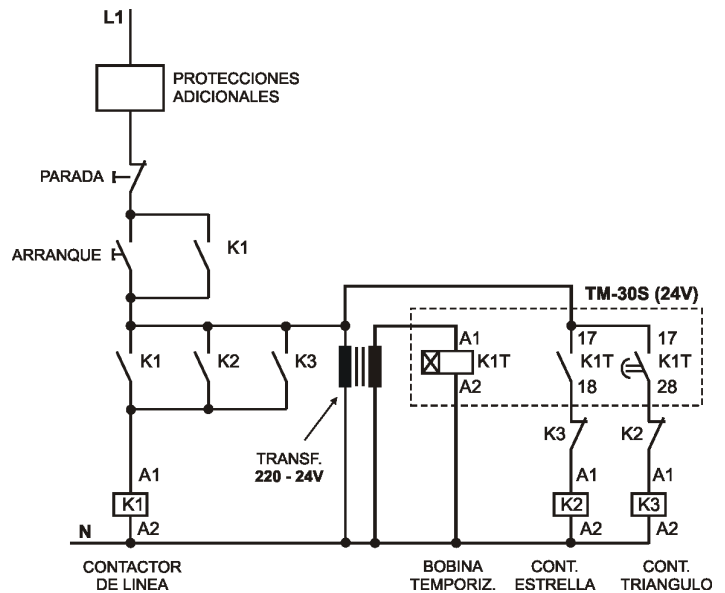 L1
PROTECCIONES
ADICIONALES
PARADA
ARRANQUE
K1
TM-30S (24V)
K1
K2
K3
A1
K1T
A2
17
K1T
18
17
K1T
28
TRANSF.
220 - 24V
K3
K2
A1
K1
A2
A1
K2
A2
A1
K3
A2
N
CONTACTOR
DE LINEA
BOBINA
TEMPORIZ.
CONT.
ESTRELLA
CONT.
TRIANGULO